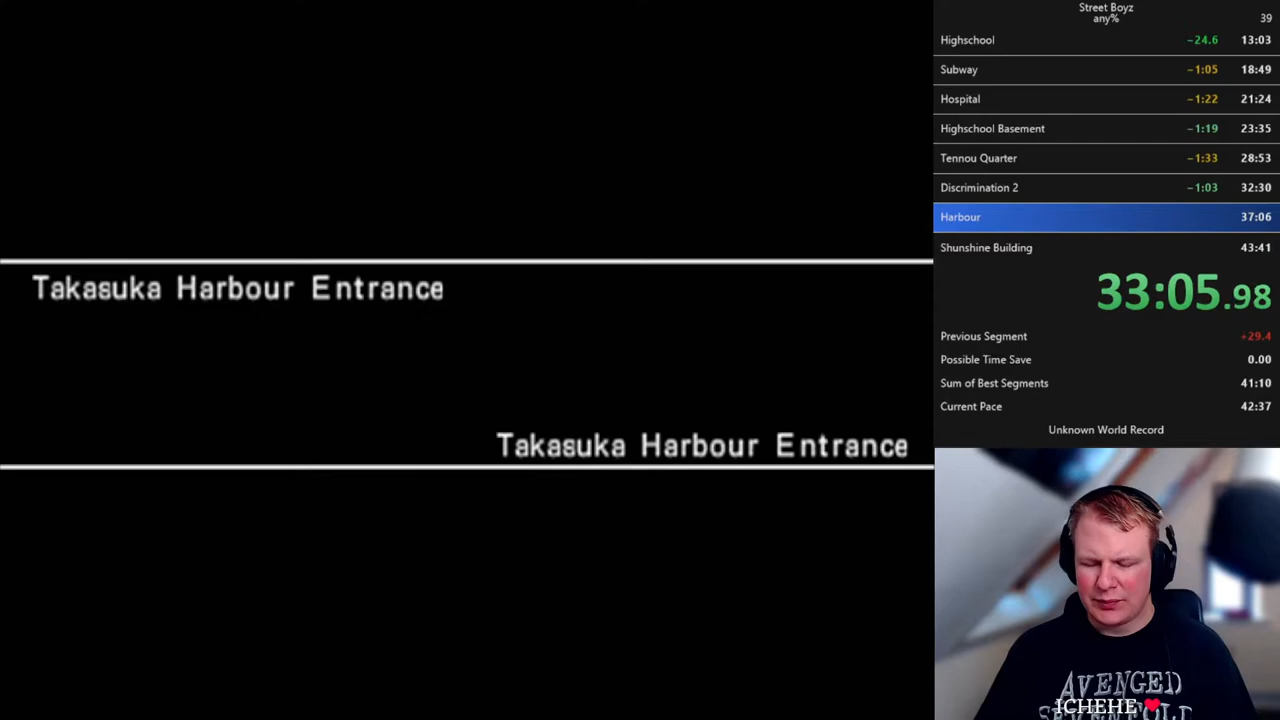 Street Boyz
any%
39
Highschool -24.6 13:03
Subway -1:05 18:49
Hospital -1:22 21:24
Highschool Basement -1:19 23:35
Tennou Quarter -1:33 28:53
Discrimination 2 -1:03 32:30
Harbour 37:06
Shunshine Building 43:41
33:05.98
Previous Segment +29.4
Possible Time Save 0.00
Sum of Best Segments 41:10
Current Pace 42:37
Unknown World Record
Takasuka Harbour Entrance
Takasuka Harbour Entrance
AVENGED
ICHEHE